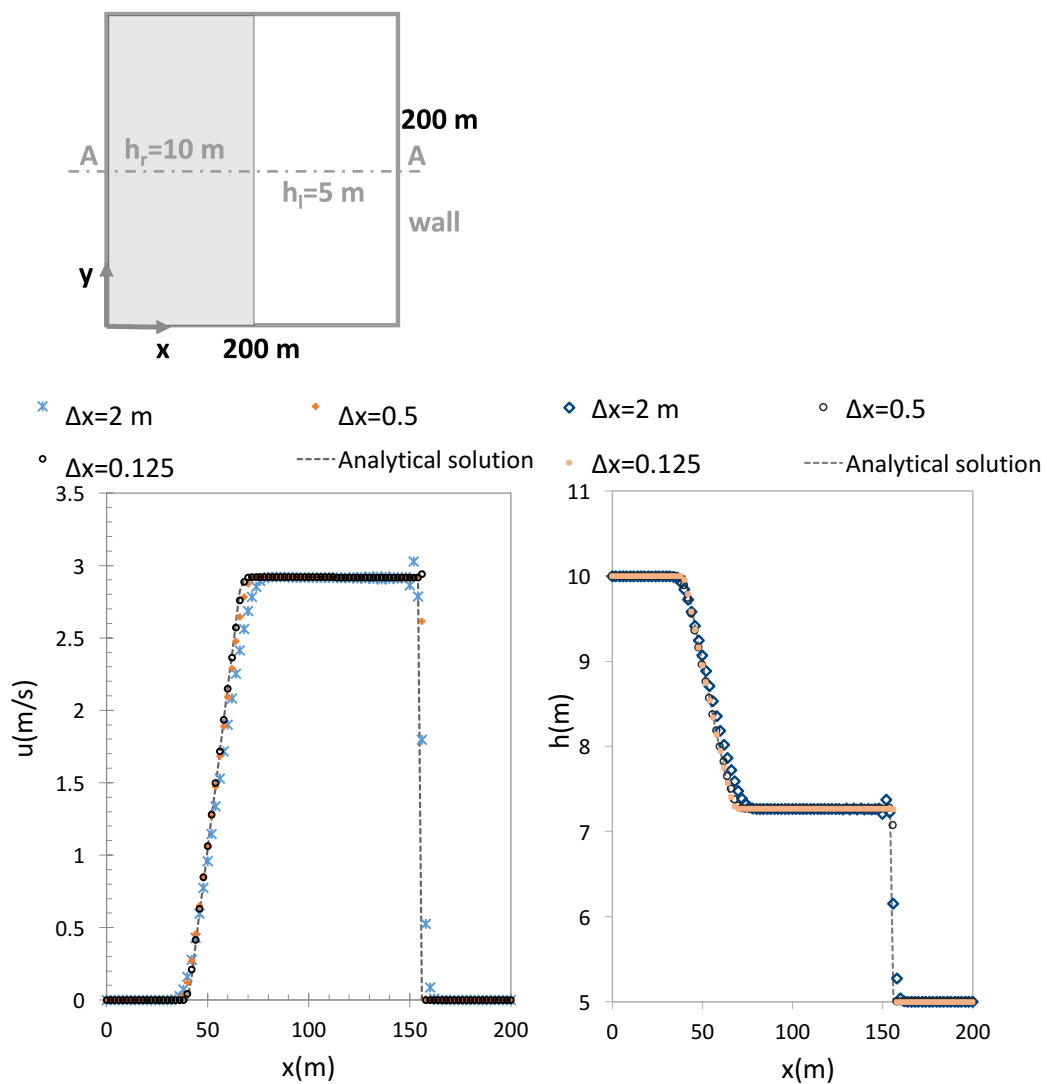 200 m
A
h_r=10 m
A
h_l=5 m
wall
y
x
200 m
Δx=2 m
Δx=0.5
Δx=2 m
Δx=0.5
Δx=0.125
Analytical solution
Δx=0.125
Analytical solution
3.5
3
2.5
2
1.5
1
0.5
0
u(m/s)
0
50
100
150
200
x(m)
11
10
9
8
7
6
5
h(m)
0
50
100
150
200
x(m)